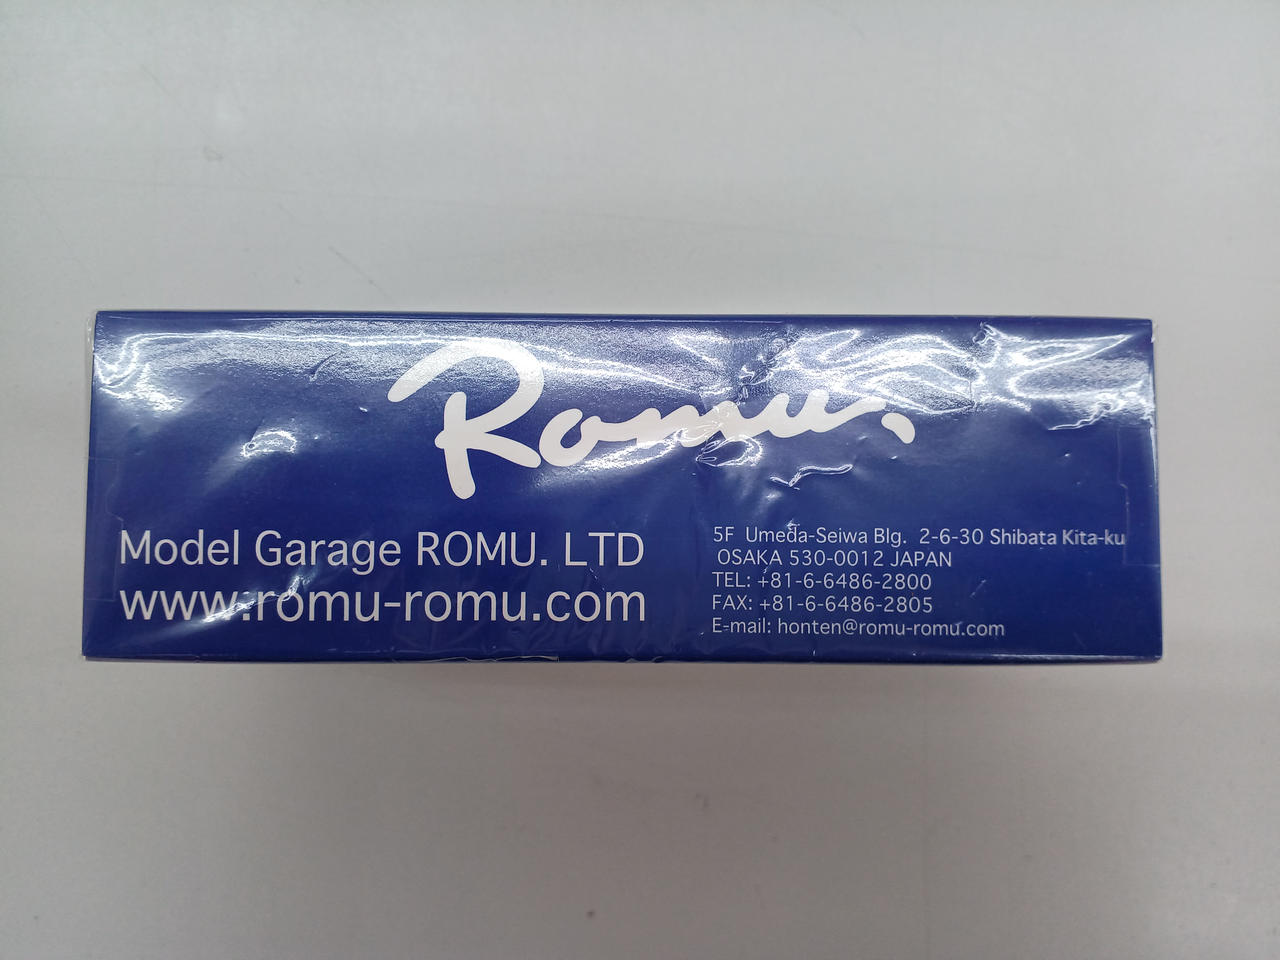 Romu.
Model Garage ROMU. LTD
www.romu-romu.com
5F Umeda-Seiwa Blg. 2-6-30 Shibata Kita-ku
OSAKA 530-0012 JAPAN
TEL: +81-6-6486-2800
FAX: +81-6-6486-2805
E-mail: honten@romu-romu.com